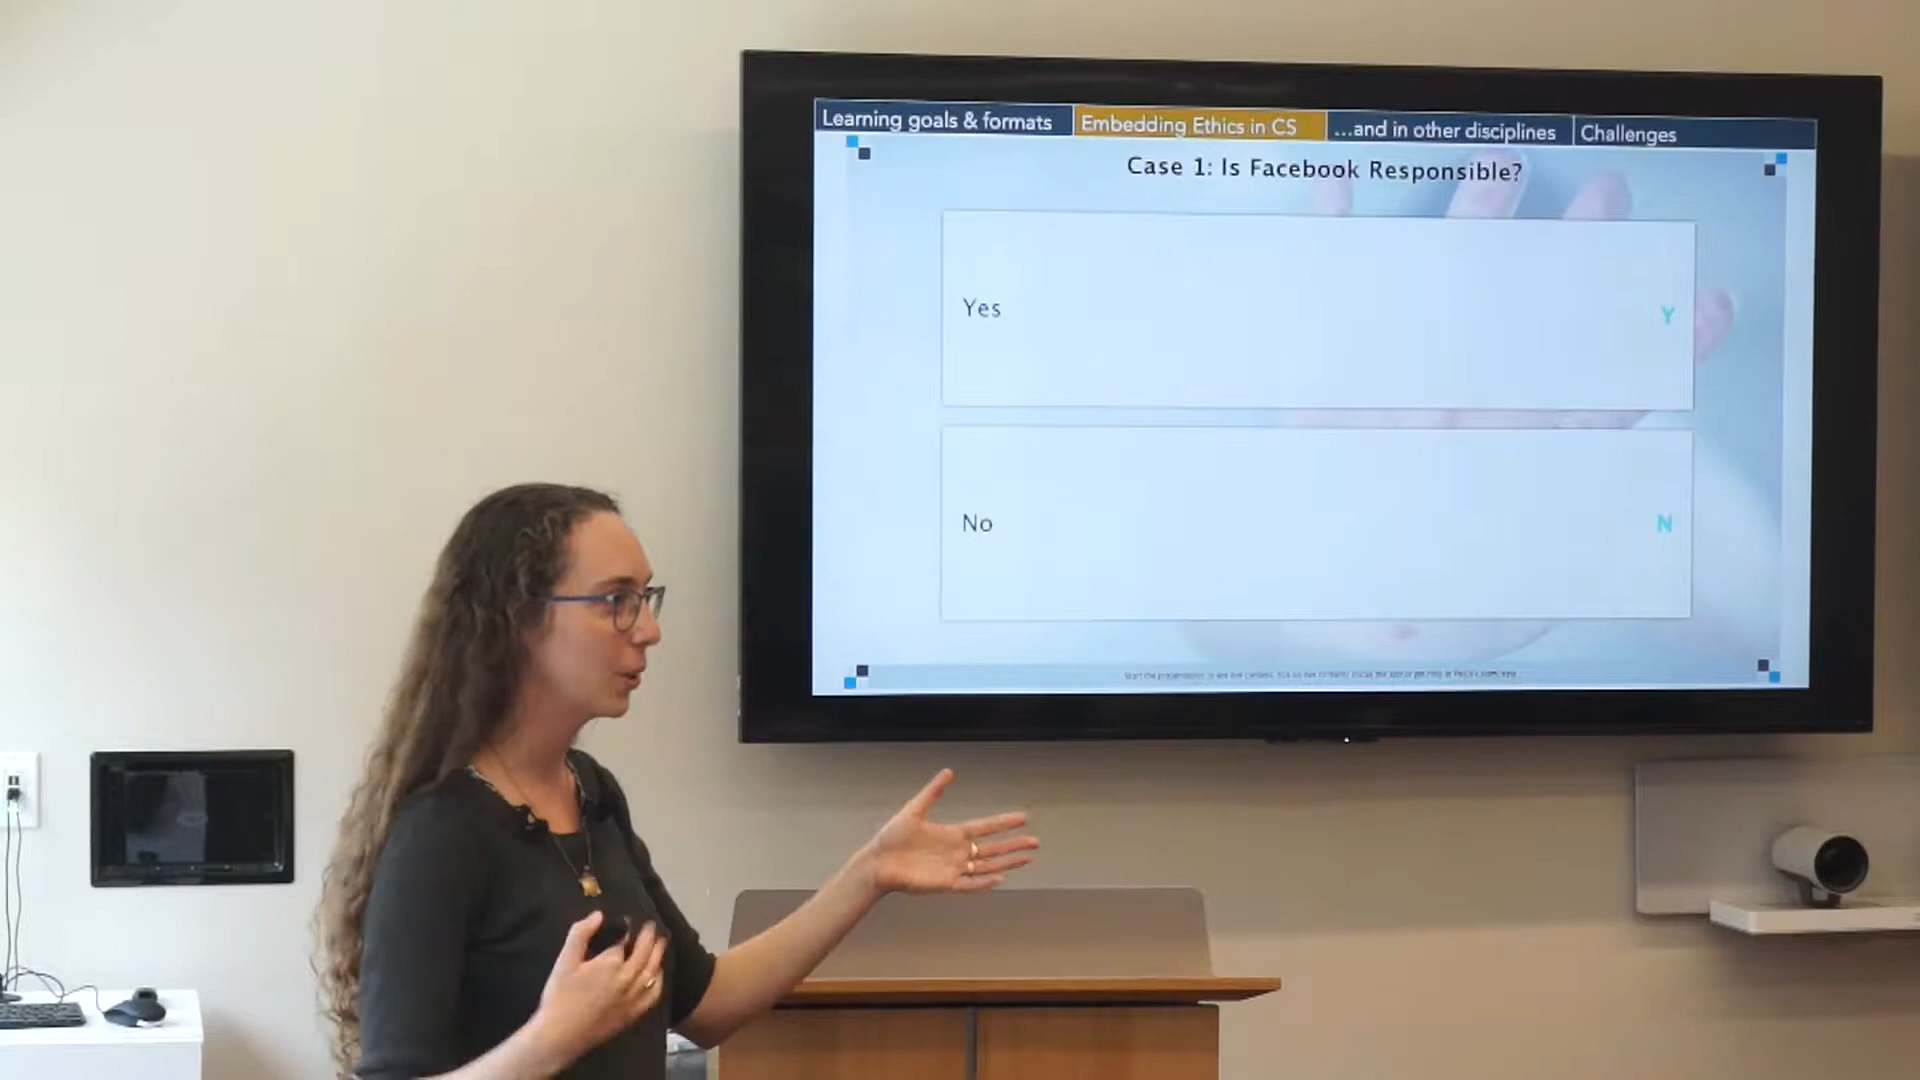 Learning goals & formats
Embedding Ethics in CS
...and in other disciplines
Challenges
Case 1: Is Facebook Responsible?
Yes
Y
No
N